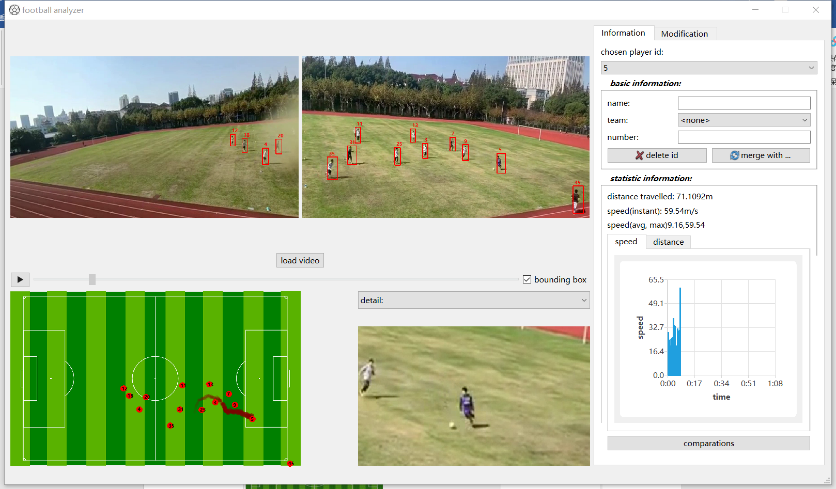 football analyzer
Information
Modification
chosen player id:
5
basic information:
name:
team:
<none>
number:
delete id
merge with ...
statistic information:
distance travelled: 71.1092m
speed(instant): 59.54m/s
speed(avg, max)9.16,59.54
load video
speed
distance
bounding box
detail:
65.5
49.1
speed
32.7
16.4
0.0
0:00
0:17
0:34
0:51
1:08
time
comparations